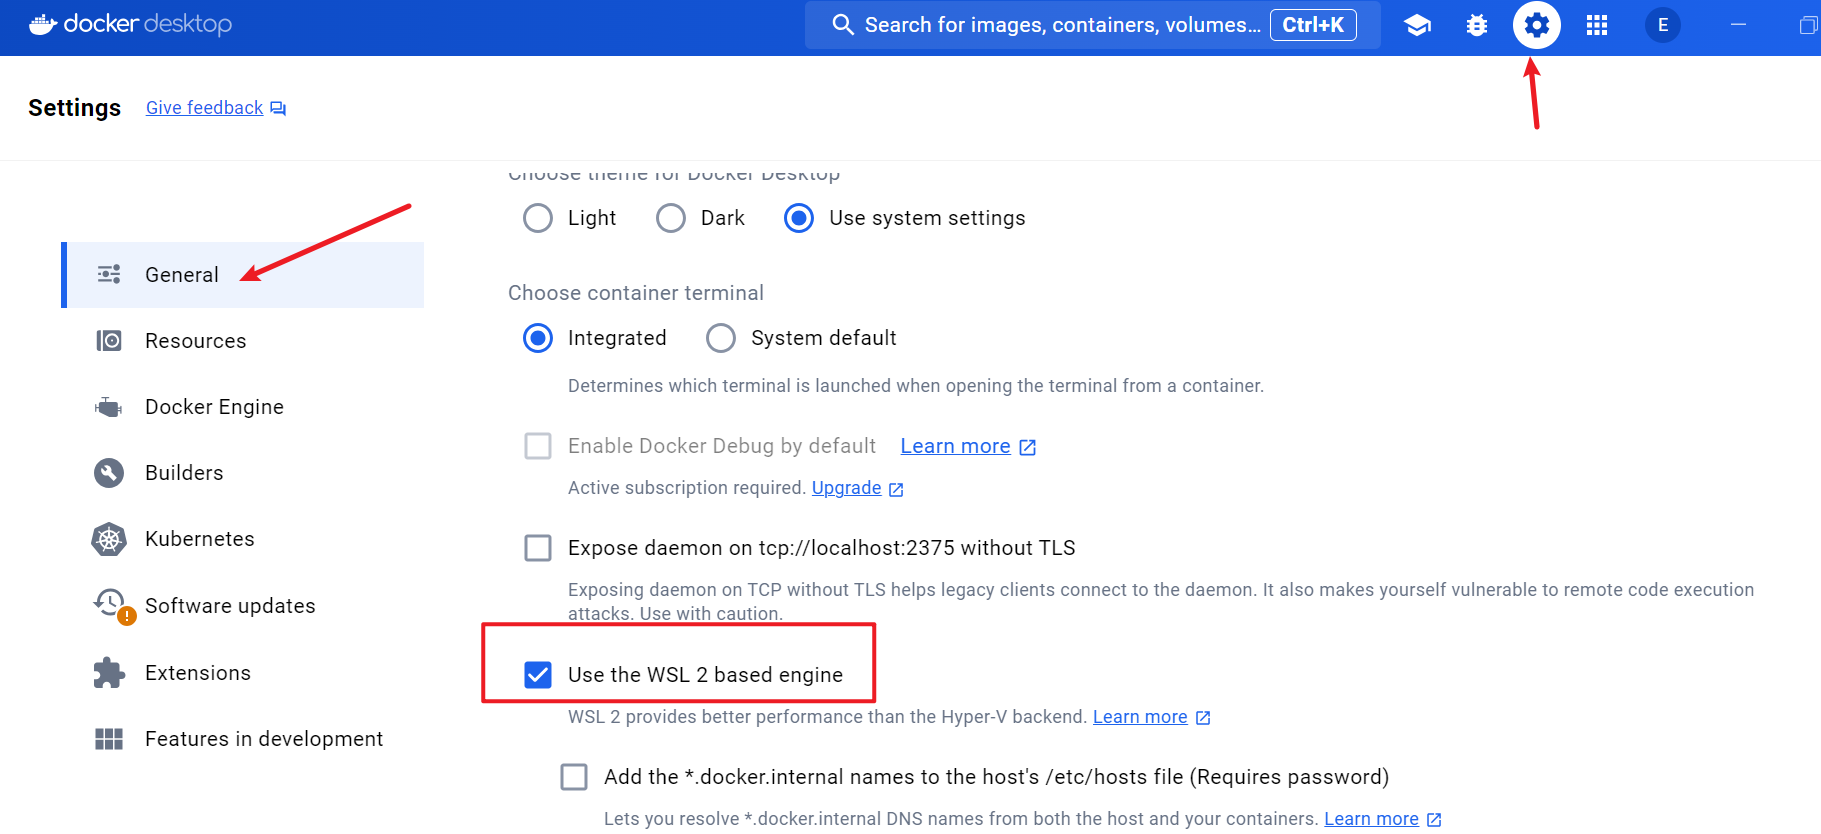 docker desktop
Search for images, containers, volumes... Ctrl+K
E
Settings Give feedback
Choose theme for Docker Desktop
Light Dark Use system settings
General
Choose container terminal
Resources
Integrated System default
Determines which terminal is launched when opening the terminal from a container.
Docker Engine
Enable Docker Debug by default Learn more
Builders
Active subscription required. Upgrade
Kubernetes
Expose daemon on tcp://localhost:2375 without TLS
Exposing daemon on TCP without TLS helps legacy clients connect to the daemon. It also makes yourself vulnerable to remote code execution
attacks. Use with caution.
Software updates
Extensions
Use the WSL 2 based engine
WSL 2 provides better performance than the Hyper-V backend. Learn more
Features in development
Add the *.docker.internal names to the host's /etc/hosts file (Requires password)
Lets you resolve *.docker.internal DNS names from both the host and your containers. Learn more